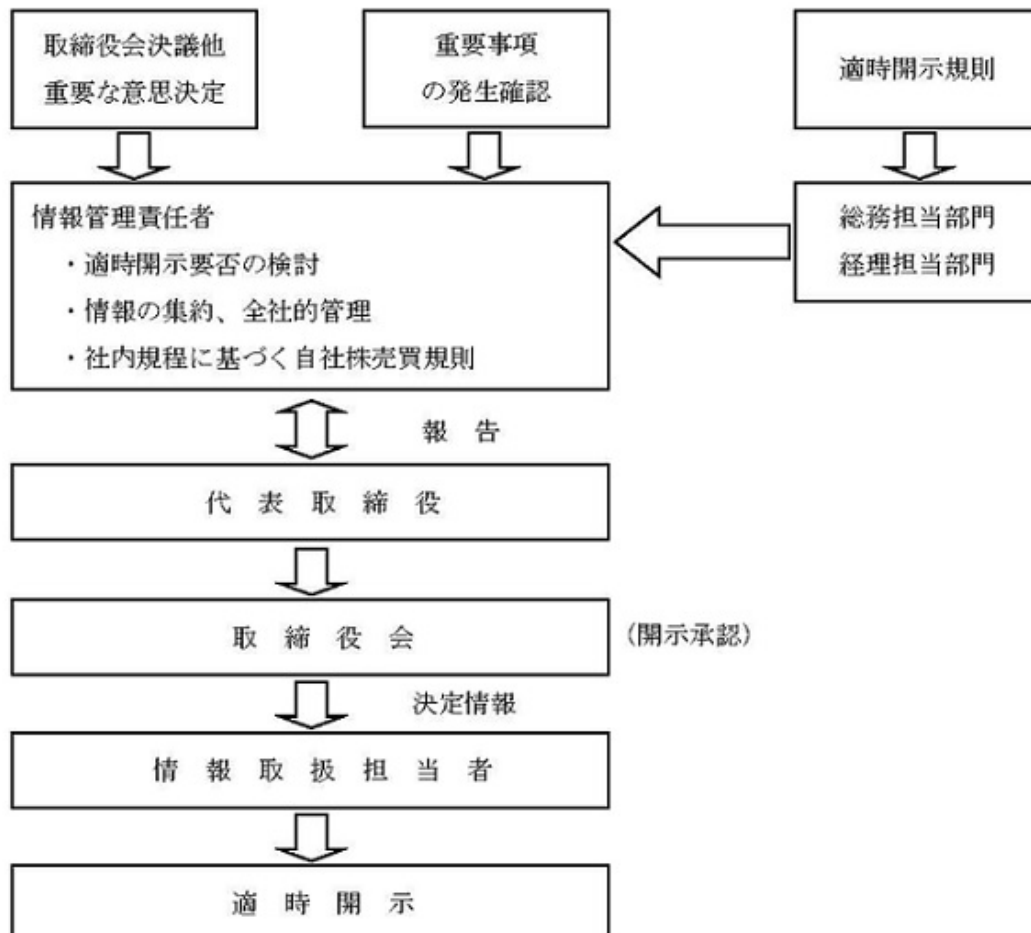 取締役会決議他
重要な意思決定
重要事項
の発生確認
適時開示規則
情報管理責任者
・適時開示要否の検討
・情報の集約、全社的管理
・社内規程に基づく自社株売買規則
総務担当部門
経理担当部門
報 告
代 表 取 締 役
取 締 役 会
（開示承認）
決定情報
情 報 取 扱 担 当 者
適 時 開 示